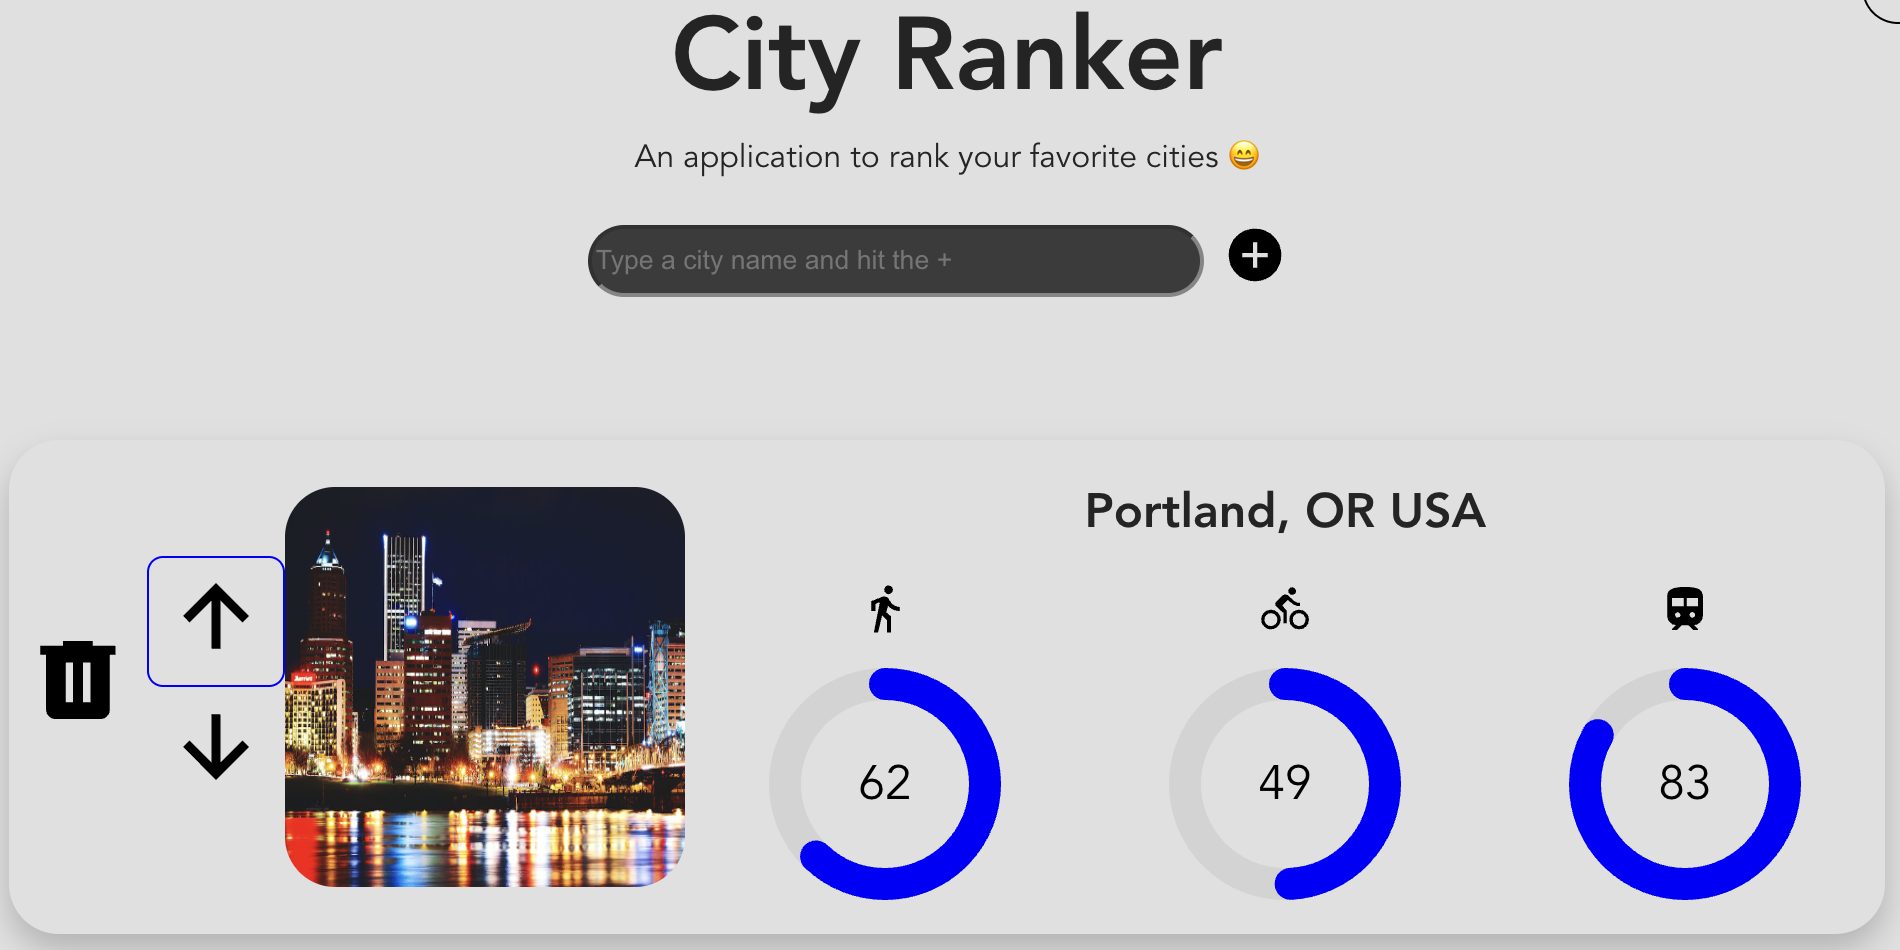 City Ranker
An application to rank your favorite cities 😄
Type a city name and hit the +
Portland, OR USA
62
49
83